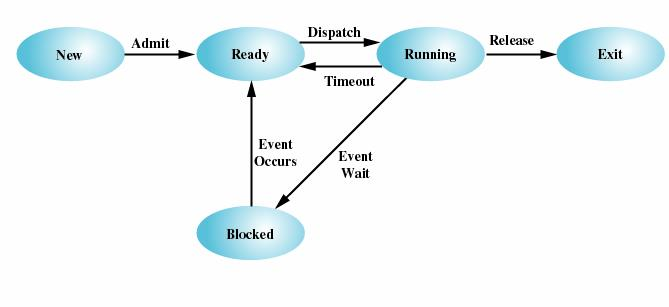 New
Admit
Ready
Dispatch
Timeout
Running
Release
Exit
Event
Occurs
Event
Wait
Blocked